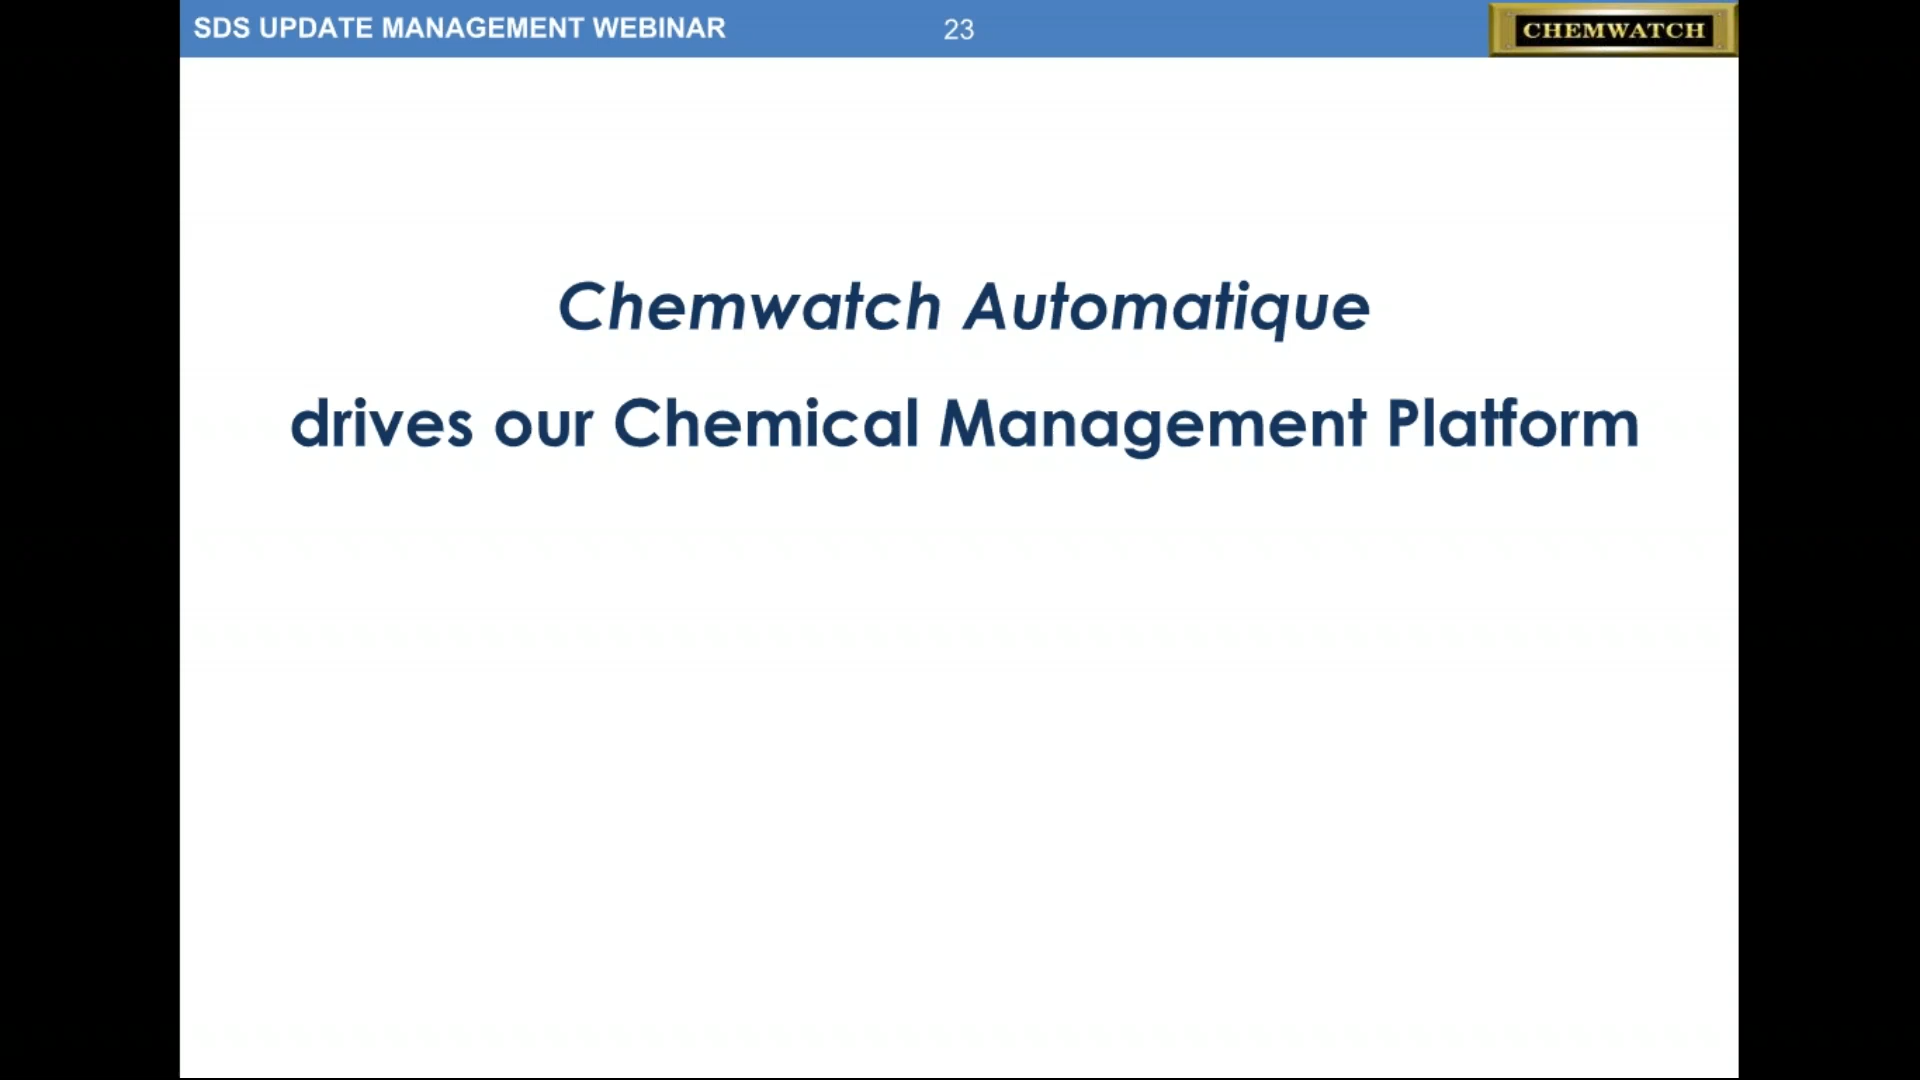 SDS UPDATE MANAGEMENT WEBINAR
23
CHEMWATCH
Chemwatch Automatique
drives our Chemical Management Platform